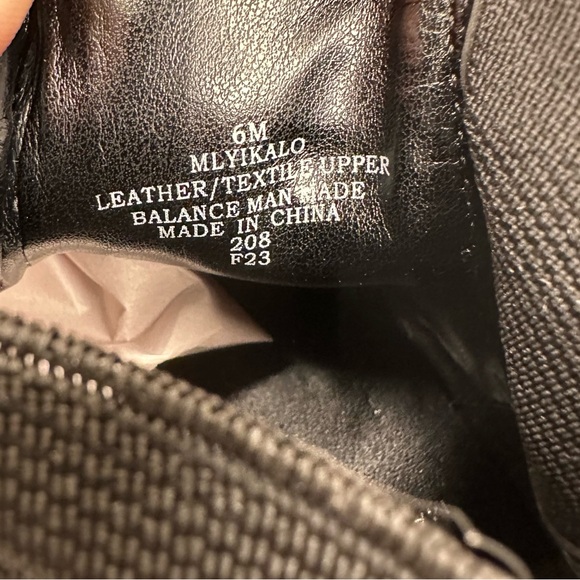 6M
MLYIKALO
LEATHER/TEXTILE UPPER
BALANCE MAN MADE
MADE IN CHINA
208
F23